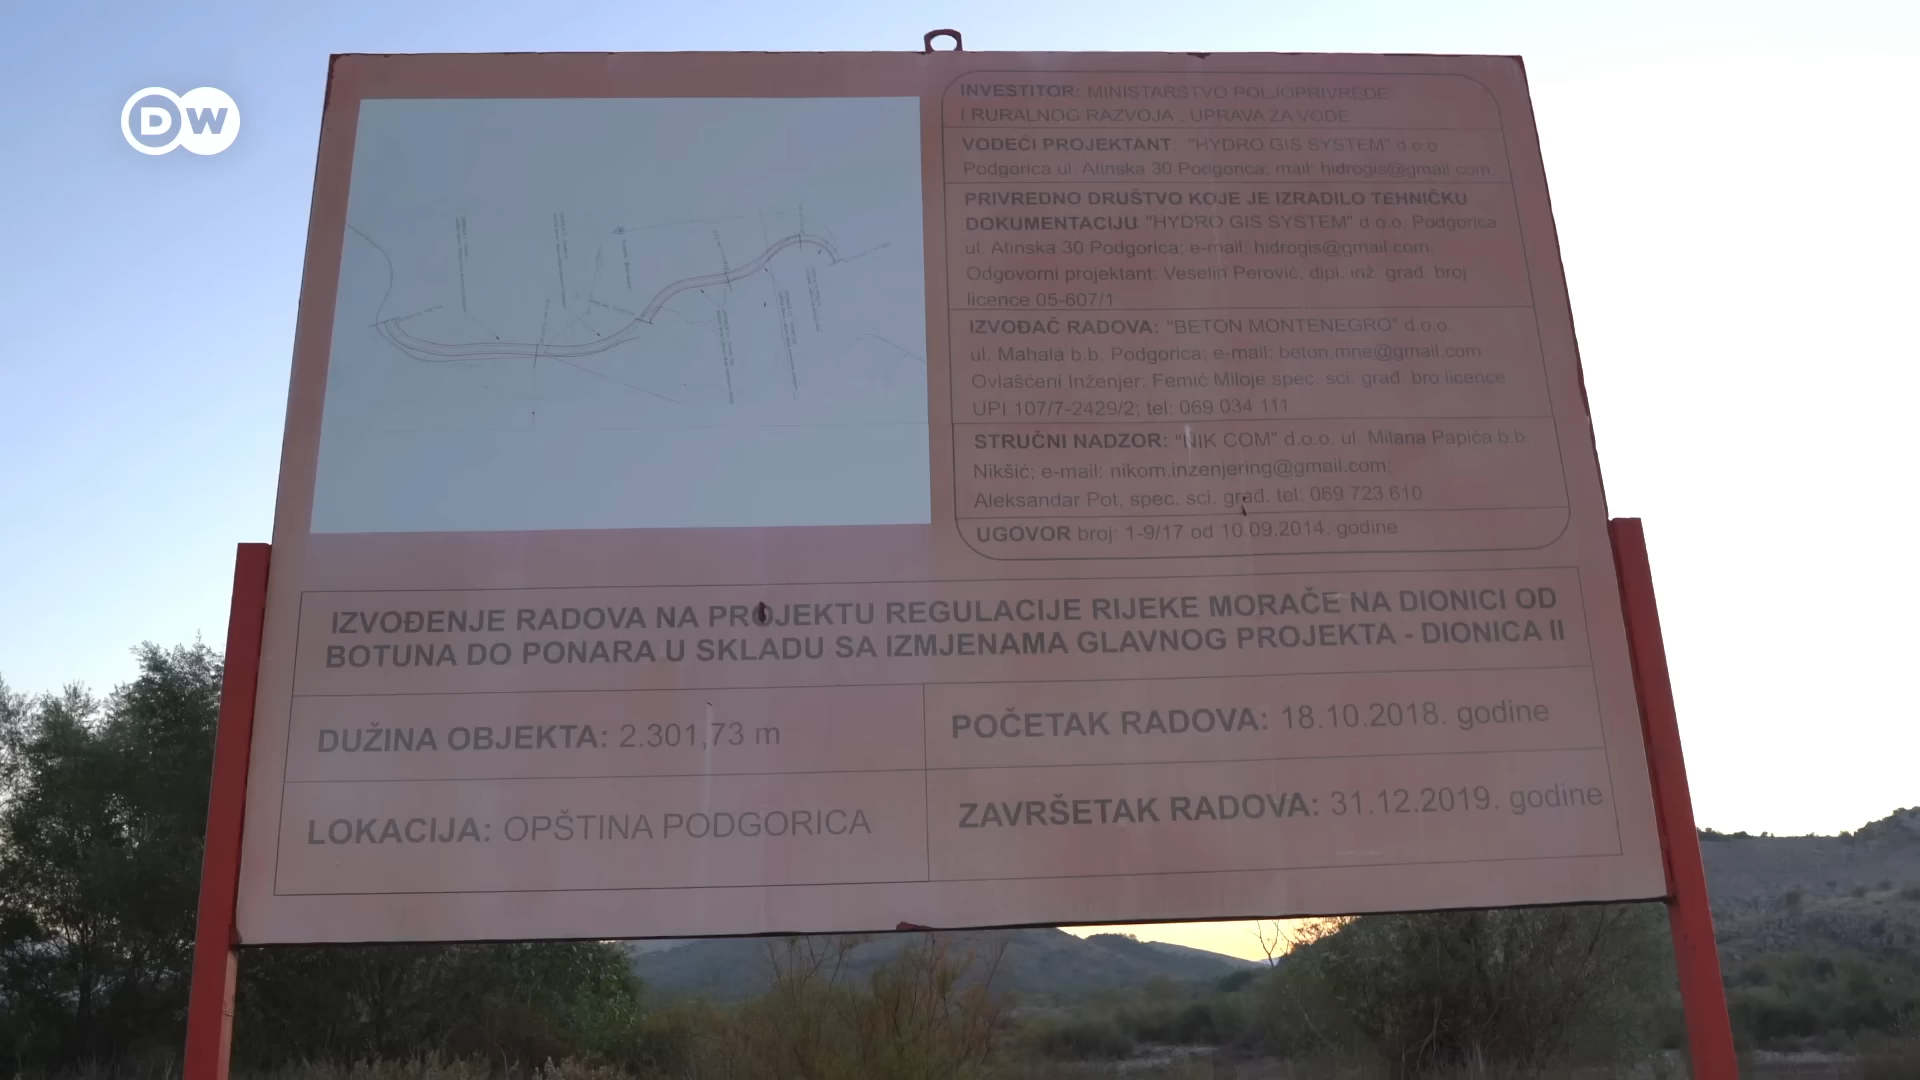 DW
INVESTITOR: MINISTARSTVO POLJOPRIVREDE
I RURALNOG RAZVOJA , UPRAVA ZA VODE
VODEĆI PROJEKTANT: "HYDRO GIS SYSTEM" d.o.o.
Podgorica ul. Atinska 30 Podgorica; mail: hidrogis@gmail.com,
PRIVREDNO DRUŠTVO KOJE JE IZRADILO TEHNIČKU
DOKUMENTACIJU: "HYDRO GIS SYSTEM" d.o.o. Podgorica
ul. Atinska 30 Podgorica; e-mail: hidrogis@gmail.com,
Odgovorni projektant: Veselin Perović, dipl. inž. građ. broj
licence 05-607/1
IZVOĐAČ RADOVA: "BETON MONTENEGRO" d.o.o.
ul. Mahala b.b. Podgorica; e-mail: beton.mne@gmail.com
Ovlašćeni Inženjer: Femić Miloje spec. sci. građ. bro licence
UPI 107/7-2429/2; tel: 069 034 111
STRUČNI NADZOR: "NIK COM" d.o.o. ul. Milana Papića b.b.
Nikšić; e-mail: nikom.inzenjering@gmail.com;
Aleksandar Pot, spec. sci. građ. tel: 069 723 610
UGOVOR broj: 1-9/17 od 10.09.2014. godine
IZVOĐENJE RADOVA NA PROJEKTU REGULACIJE RIJEKE MORAČE NA DIONICI OD
BOTUNA DO PONARA U SKLADU SA IZMJENAMA GLAVNOG PROJEKTA - DIONICA II
DUŽINA OBJEKTA: 2.301,73 m
POČETAK RADOVA: 18.10.2018. godine
LOKACIJA: OPŠTINA PODGORICA
ZAVRŠETAK RADOVA: 31.12.2019. godine